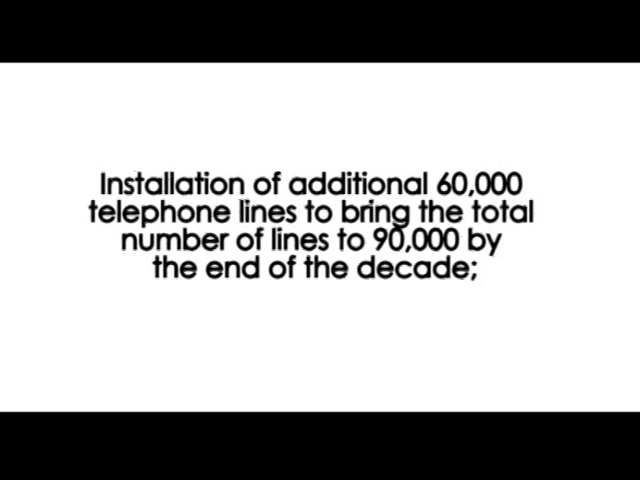 Installation of additional 60,000
telephone lines to bring the total
number of lines to 90,000 by
the end of the decade;